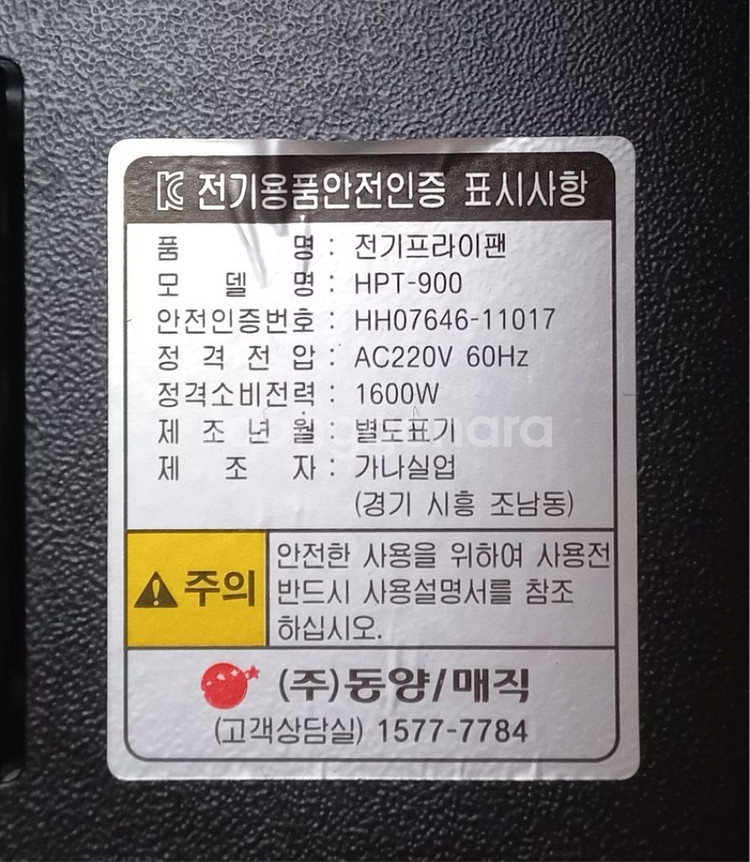 전기용품안전인증 표시사항
품 명 : 전기프라이팬
모 델 명 : HPT-900
안전인증번호 : HH07646-11017
정 격 전 압 : AC220V 60Hz
정격소비전력 : 1600W
제 조 년 월 : 별도표기
제 조 자 : 가나실업
(경기 시흥 조남동)
주의
안전한 사용을 위하여 사용전
반드시 사용설명서를 참조
하십시오.
(주)동양/매직
(고객상담실) 1577-7784